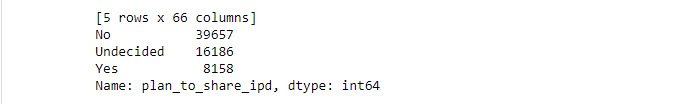 [5 rows x 66 columns]
No 39657
Undecided 16186
Yes 8158
Name: plan_to_share_ipd, dtype: int64